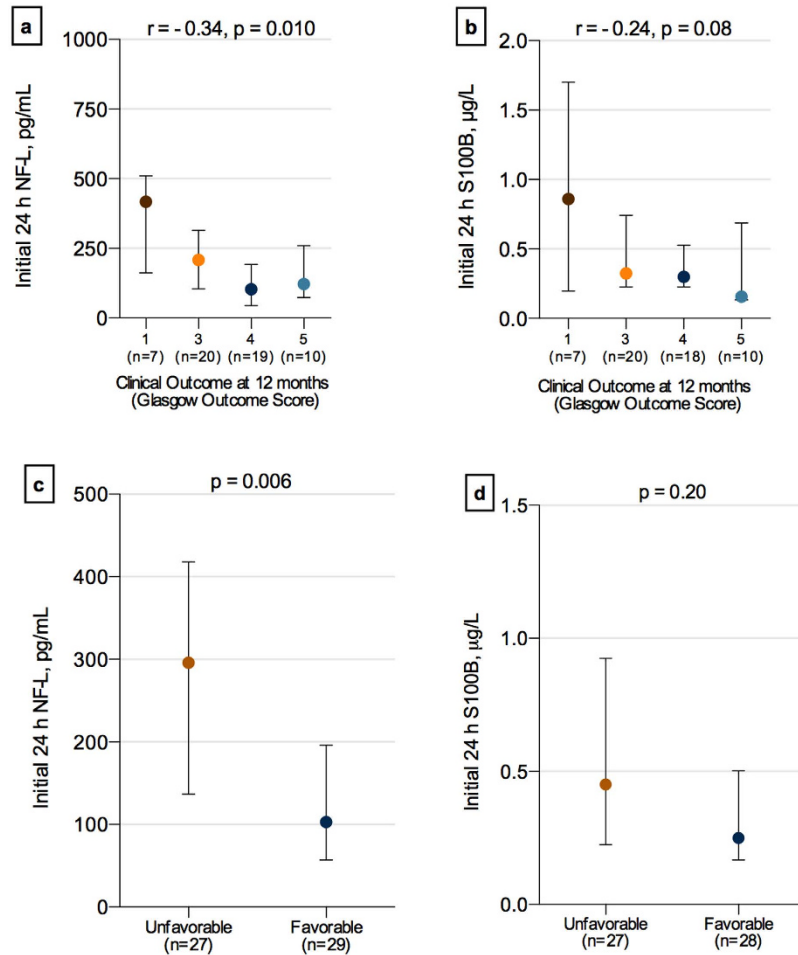 a
r = - 0.34, p = 0.010
Initial 24 h NF-L, pg/mL
1000
750
500
250
0
1 3 4 5
(n=7) (n=20) (n=19) (n=10)
Clinical Outcome at 12 months
(Glasgow Outcome Score)
b
r = - 0.24, p = 0.08
Initial 24 h S100B, µg/L
2.0
1.5
1.0
0.5
0.0
1 3 4 5
(n=7) (n=20) (n=18) (n=10)
Clinical Outcome at 12 months
(Glasgow Outcome Score)
c
p = 0.006
Initial 24 h NF-L, pg/mL
500
400
300
200
100
0
Unfavorable Favorable
(n=27) (n=29)
d
p = 0.20
Initial 24 h S100B, µg/L
1.5
1.0
0.5
0.0
Unfavorable Favorable
(n=27) (n=28)